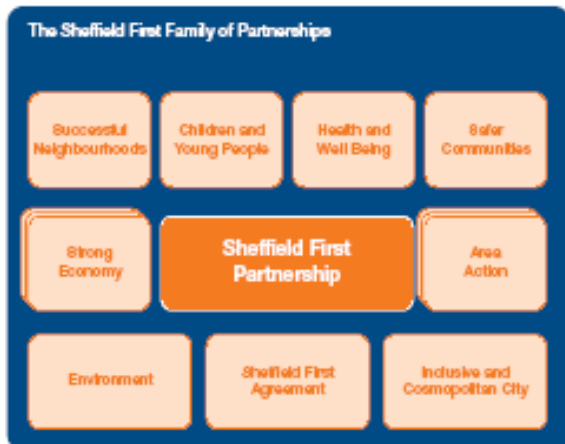 The Sheffield First Family of Partnerships
Successful
Neighbourhoods
Children and
Young People
Health and
Well Being
Safer
Communities
Strong
Economy
Sheffield First
Partnership
Area
Action
Environment
Sheffield First
Agreement
Inclusive and
Cosmopolitan City